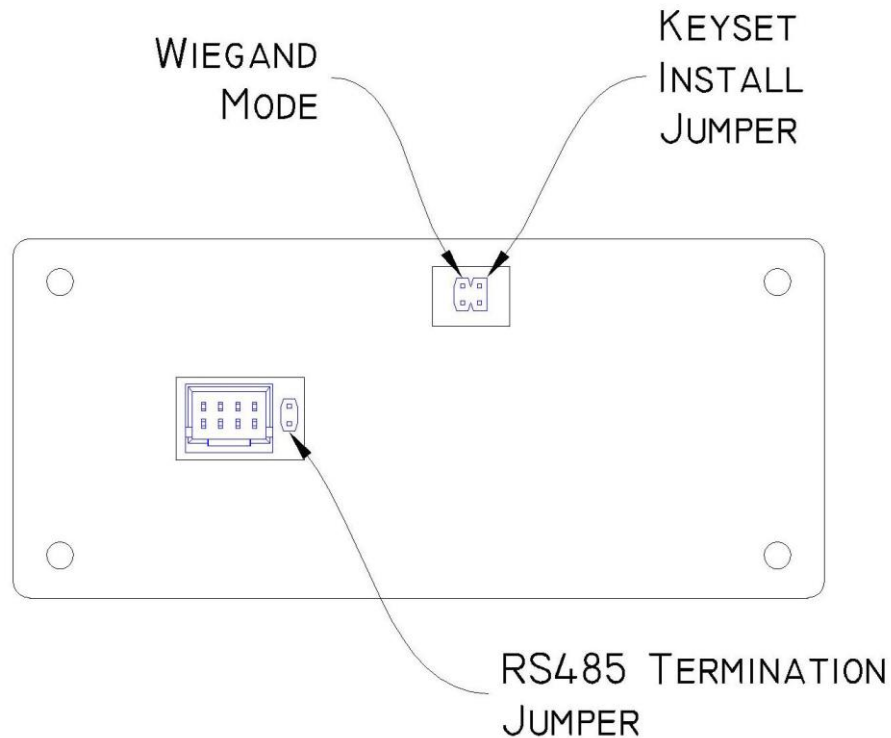 WIEGAND
MODE
KEYSET
INSTALL
JUMPER
RS485 TERMINATION
JUMPER